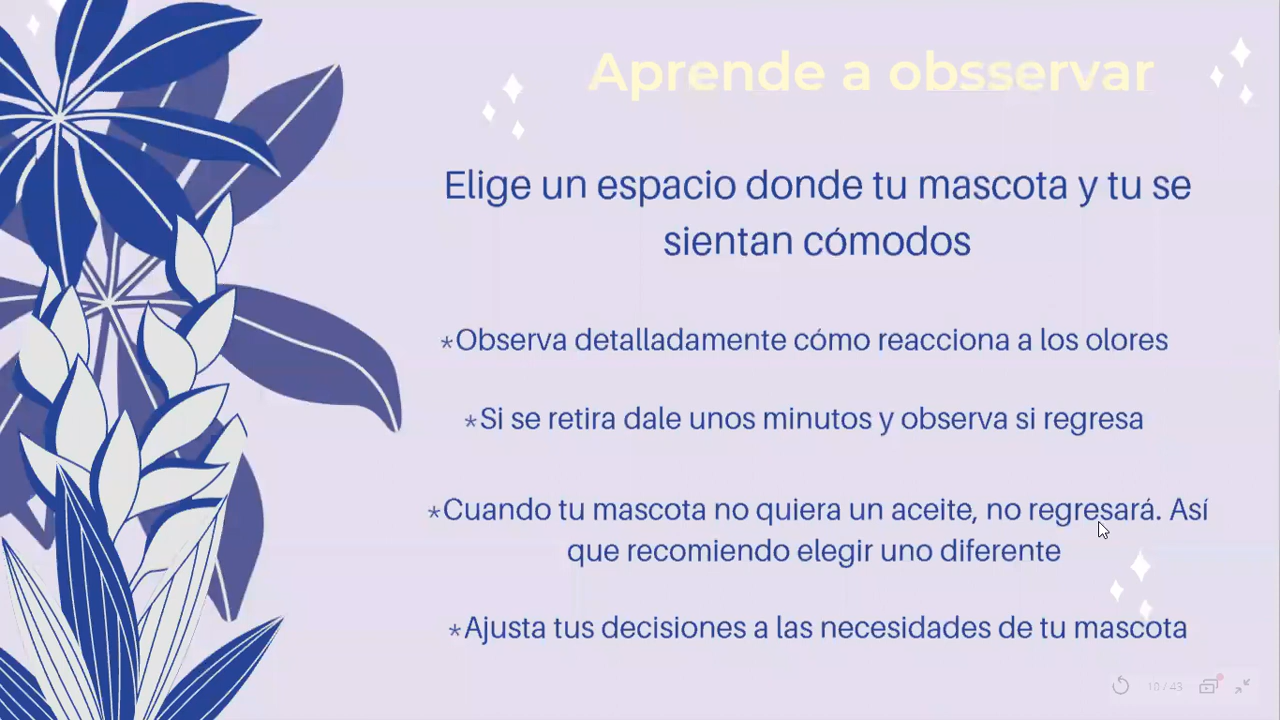 Aprende a obsservar
Elige un espacio donde tu mascota y tu se
sientan cómodos
*Observa detalladamente cómo reacciona a los olores
*Si se retira dale unos minutos y observa si regresa
*Cuando tu mascota no quiera un aceite, no regresará. Así
que recomiendo elegir uno diferente
*Ajusta tus decisiones a las necesidades de tu mascota
10 / 43